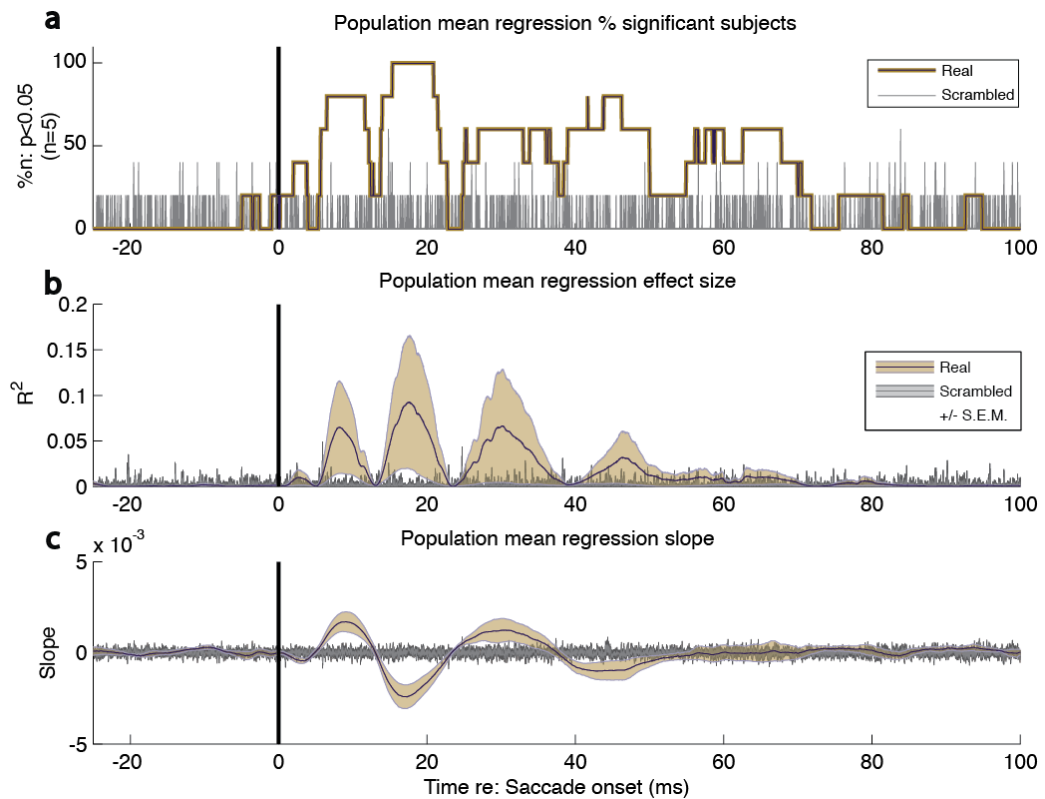 a
Population mean regression % significant subjects
%n: p<0.05
(n=5)
100
50
0
Real
Scrambled
-20 0 20 40 60 80 100
b
Population mean regression effect size
R²
0.2
0.15
0.1
0.05
0
Real
Scrambled
+/- S.E.M.
-20 0 20 40 60 80 100
c
x 10⁻³
Population mean regression slope
Slope
5
0
-5
-20 0 20 40 60 80 100
Time re: Saccade onset (ms)